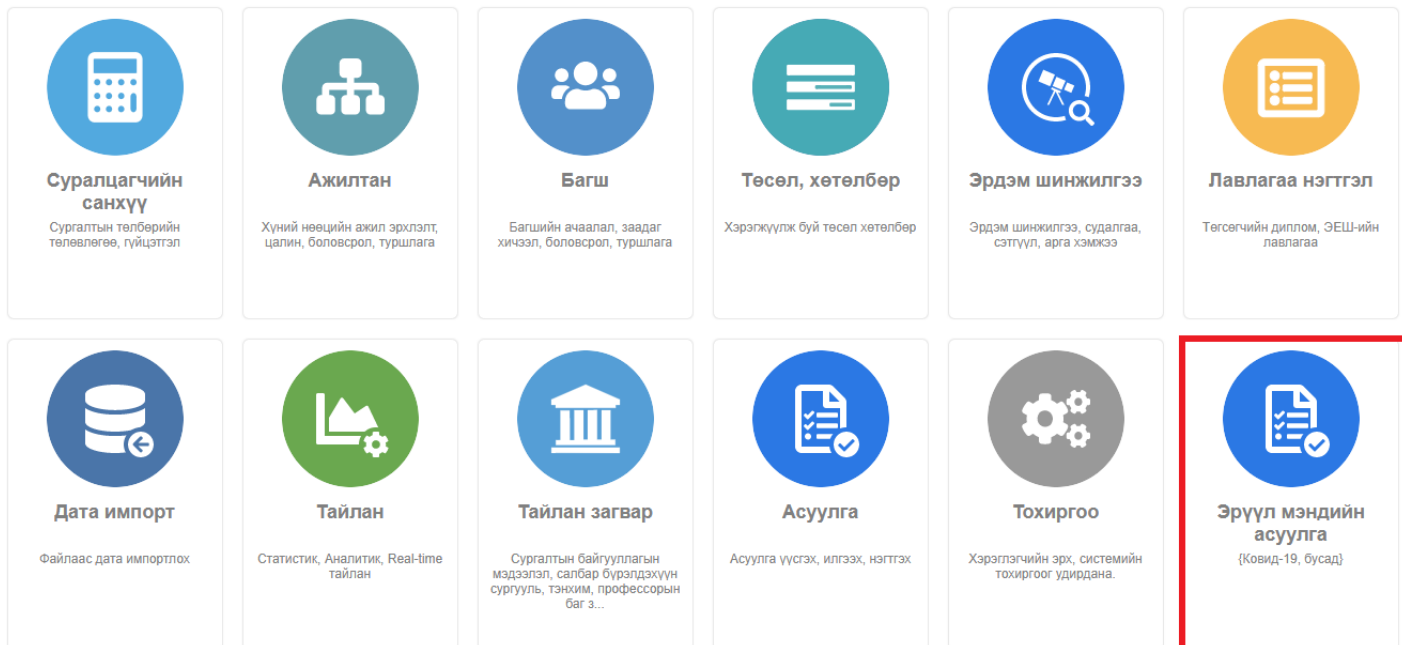 Суралцагчийн
санхүү
Сургалтын төлбөрийн
төлөвлөгөө, гүйцэтгэл
Ажилтан
Хүний нөөцийн ажил эрхлэлт,
цалин, боловсрол, туршлага
Багш
Багшийн ачаалал, заадаг
хичээл, боловсрол, туршлага
Төсөл, хөтөлбөр
Хэрэгжүүлж буй төсөл хөтөлбөр
Эрдэм шинжилгээ
Эрдэм шинжилгээ, судалгаа,
сэтгүүл, арга хэмжээ
Лавлагаа нэгтгэл
Төгсөгчийн диплом, ЭЕШ-ийн
лавлагаа
Дата импорт
Файлаас дата импортлох
Тайлан
Статистик, Аналитик, Real-time
тайлан
Тайлан загвар
Сургалтын байгууллагын
мэдээлэл, салбар бүрэлдэхүүн
сургууль, тэнхим, профессорын
баг з...
Асуулга
Асуулга үүсгэх, илгээх, нэгтгэх
Тохиргоо
Хэрэглэгчийн эрх, системийн
тохиргоог удирдана.
Эрүүл мэндийн
асуулга
{Ковид-19, бусад}